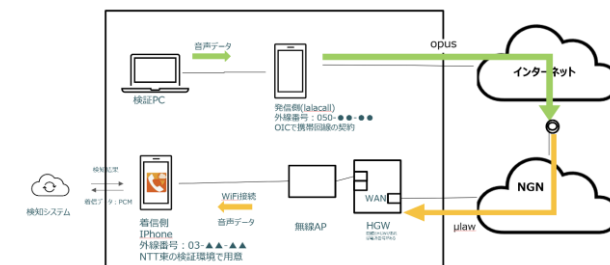 音声データ
opus
インターネット
検証PC
発信側(lalacall)
外線番号：050-●●-●●
OICで携帯回線の契約
検知結果
着信データ：PCM
検知システム
WiFi接続
音声データ
無線AP
WAN
HGW
NGN
μlaw
着信側
IPhone
外線番号：03-▲▲-▲▲
NTT東の検証環境で用意